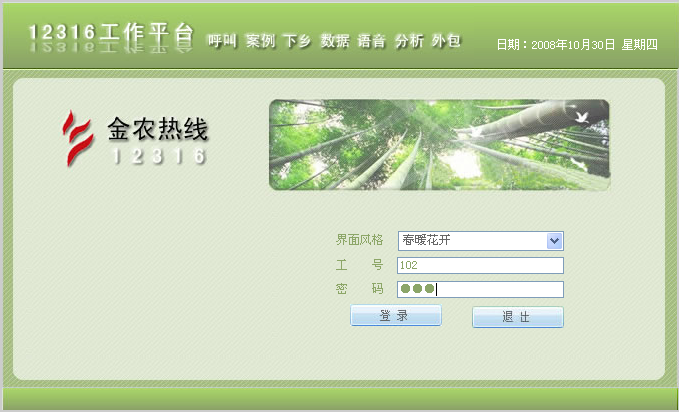 12316工作平台 呼叫 案例 下乡 数据 语音 分析 外包 日期：2008年10月30日 星期四
金农热线
12316
界面风格 春暖花开
工 号 102
密 码 ●●●
登 录 退 出